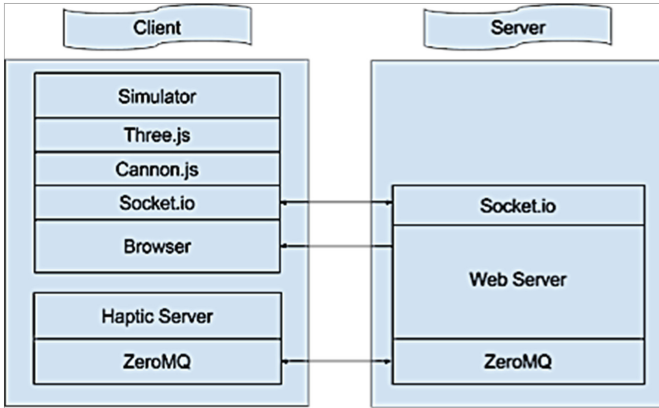 Client
Server
Simulator
Three.js
Cannon.js
Socket.io
Browser
Haptic Server
ZeroMQ
Socket.io
Web Server
ZeroMQ